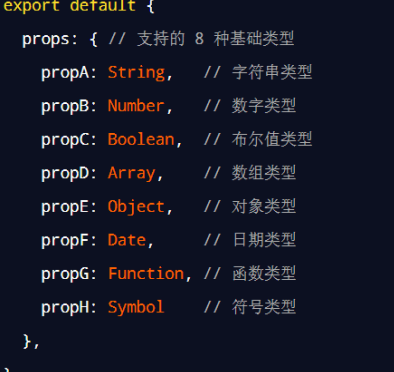 export default {
props: { // 支持的 8 种基础类型
propA: String, // 字符串类型
propB: Number, // 数字类型
propC: Boolean, // 布尔值类型
propD: Array, // 数组类型
propE: Object, // 对象类型
propF: Date, // 日期类型
propG: Function, // 函数类型
propH: Symbol // 符号类型
},
}